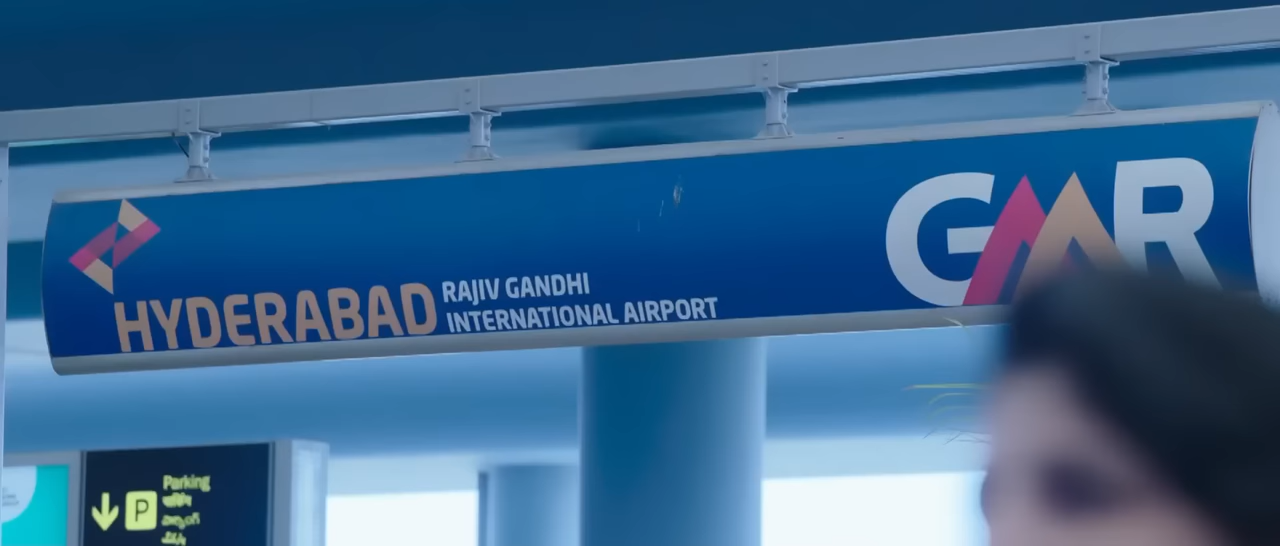 HYDERABAD
RAJIV GANDHI
INTERNATIONAL AIRPORT
GMR
P
Parking
पार्किंग
పార్కింగ్